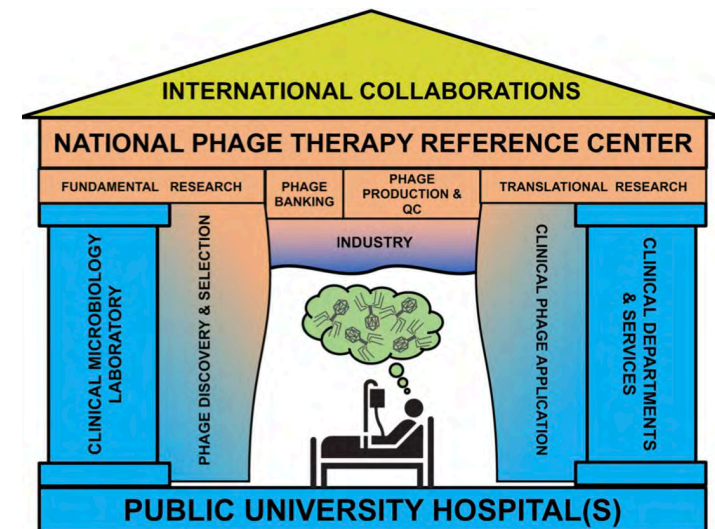 INTERNATIONAL COLLABORATIONS
NATIONAL PHAGE THERAPY REFERENCE CENTER
FUNDAMENTAL RESEARCH
PHAGE
BANKING
PHAGE
PRODUCTION &
QC
TRANSLATIONAL RESEARCH
INDUSTRY
CLINICAL MICROBIOLOGY
LABORATORY
PHAGE DISCOVERY & SELECTION
CLINICAL PHAGE APPLICATION
CLINICAL DEPARTMENTS
& SERVICES
PUBLIC UNIVERSITY HOSPITAL(S)